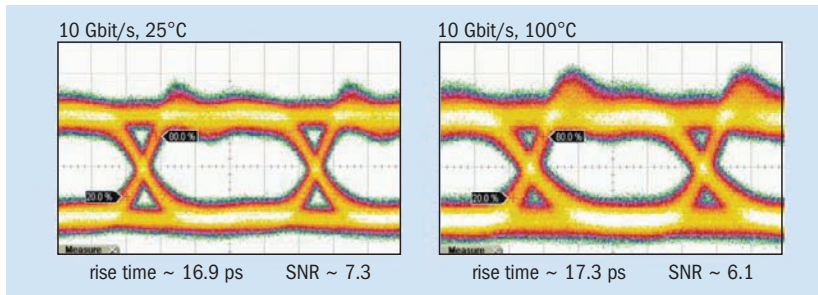 10 Gbit/s, 25°C
10 Gbit/s, 100°C
80.0 %
20.0 %
Measure
80.0 %
20.0 %
Measure
rise time ~ 16.9 ps SNR ~ 7.3
rise time ~ 17.3 ps SNR ~ 6.1